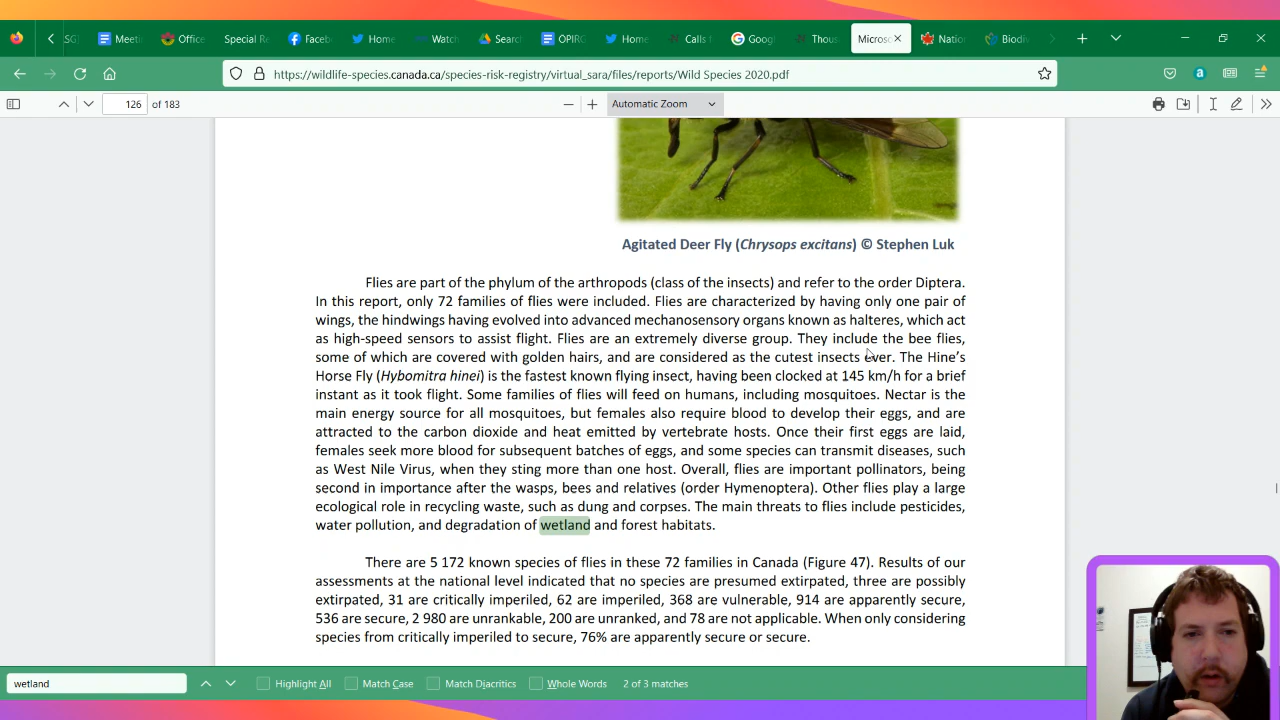 SG
Meeti
Office
Special Re
Faceb
Home
Watch
Search
OPIRG
Home
Calls f
Googl
Thous
Microso
Nation
Biodiv
https://wildlife-species.canada.ca/species-risk-registry/virtual_sara/files/reports/Wild Species 2020.pdf
126 of 183
Automatic Zoom
Agitated Deer Fly (Chrysops excitans) © Stephen Luk
Flies are part of the phylum of the arthropods (class of the insects) and refer to the order Diptera.
In this report, only 72 families of flies were included. Flies are characterized by having only one pair of
wings, the hindwings having evolved into advanced mechanosensory organs known as halteres, which act
as high-speed sensors to assist flight. Flies are an extremely diverse group. They include the bee flies,
some of which are covered with golden hairs, and are considered as the cutest insects ever. The Hine's
Horse Fly (Hybomitra hinei) is the fastest known flying insect, having been clocked at 145 km/h for a brief
instant as it took flight. Some families of flies will feed on humans, including mosquitoes. Nectar is the
main energy source for all mosquitoes, but females also require blood to develop their eggs, and are
attracted to the carbon dioxide and heat emitted by vertebrate hosts. Once their first eggs are laid,
females seek more blood for subsequent batches of eggs, and some species can transmit diseases, such
as West Nile Virus, when they sting more than one host. Overall, flies are important pollinators, being
second in importance after the wasps, bees and relatives (order Hymenoptera). Other flies play a large
ecological role in recycling waste, such as dung and corpses. The main threats to flies include pesticides,
water pollution, and degradation of wetland and forest habitats.
There are 5 172 known species of flies in these 72 families in Canada (Figure 47). Results of our
assessments at the national level indicated that no species are presumed extirpated, three are possibly
extirpated, 31 are critically imperiled, 62 are imperiled, 368 are vulnerable, 914 are apparently secure,
536 are secure, 2 980 are unrankable, 200 are unranked, and 78 are not applicable. When only considering
species from critically imperiled to secure, 76% are apparently secure or secure.
wetland
Highlight All
Match Case
Match Diacritics
Whole Words
2 of 3 matches